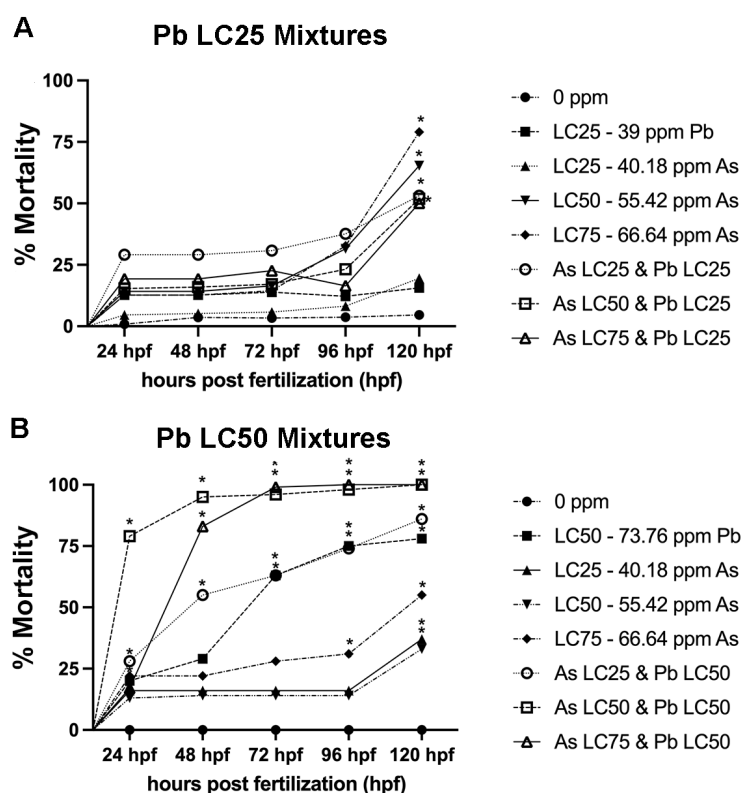 A
Pb LC25 Mixtures
% Mortality
100
75
50
25
0
24 hpf 48 hpf 72 hpf 96 hpf 120 hpf
hours post fertilization (hpf)
0 ppm
LC25 - 39 ppm Pb
LC25 - 40.18 ppm As
LC50 - 55.42 ppm As
LC75 - 66.64 ppm As
As LC25 & Pb LC25
As LC50 & Pb LC25
As LC75 & Pb LC25
B
Pb LC50 Mixtures
% Mortality
100
75
50
25
0
24 hpf 48 hpf 72 hpf 96 hpf 120 hpf
hours post fertilization (hpf)
0 ppm
LC50 - 73.76 ppm Pb
LC25 - 40.18 ppm As
LC50 - 55.42 ppm As
LC75 - 66.64 ppm As
As LC25 & Pb LC50
As LC50 & Pb LC50
As LC75 & Pb LC50